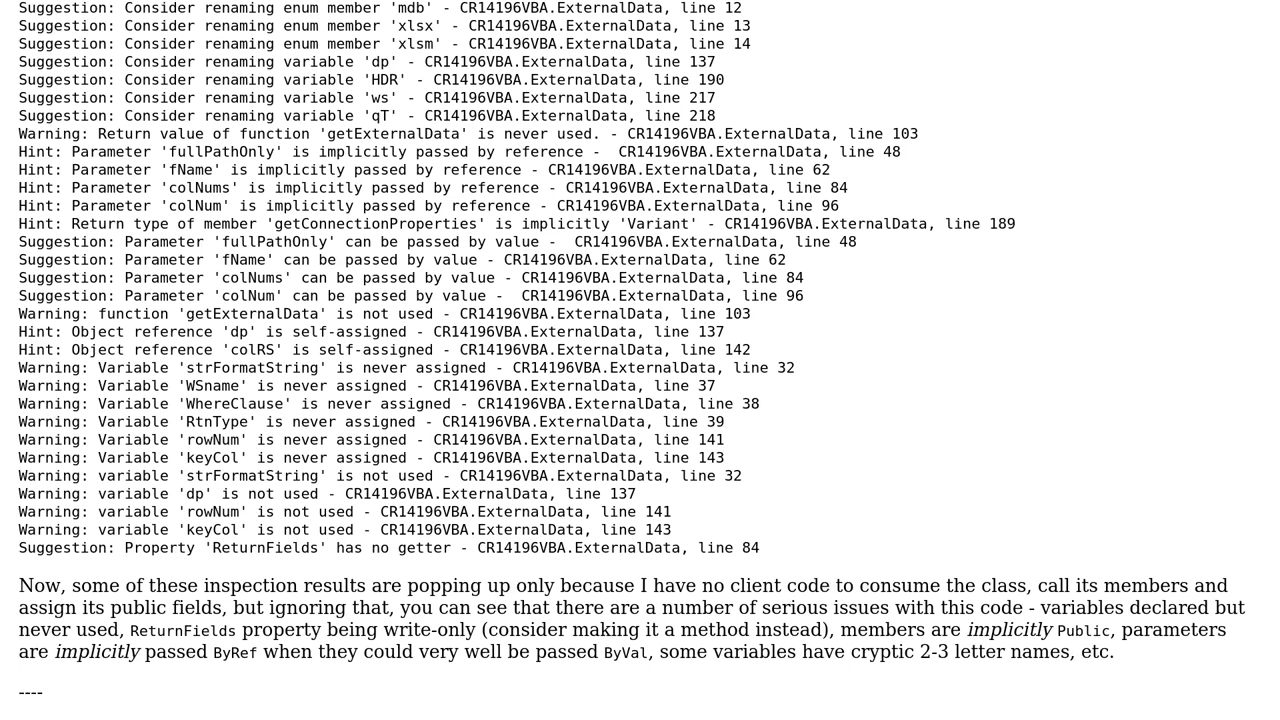 Suggestion: Consider renaming enum member 'mdb' - CR14196VBA.ExternalData, line 12
Suggestion: Consider renaming enum member 'xlsx' - CR14196VBA.ExternalData, line 13
Suggestion: Consider renaming enum member 'xlsm' - CR14196VBA.ExternalData, line 14
Suggestion: Consider renaming variable 'dp' - CR14196VBA.ExternalData, line 137
Suggestion: Consider renaming variable 'HDR' - CR14196VBA.ExternalData, line 190
Suggestion: Consider renaming variable 'ws' - CR14196VBA.ExternalData, line 217
Suggestion: Consider renaming variable 'qT' - CR14196VBA.ExternalData, line 218
Warning: Return value of function 'getExternalData' is never used. - CR14196VBA.ExternalData, line 103
Hint: Parameter 'fullPathOnly' is implicitly passed by reference -  CR14196VBA.ExternalData, line 48
Hint: Parameter 'fName' is implicitly passed by reference - CR14196VBA.ExternalData, line 62
Hint: Parameter 'colNums' is implicitly passed by reference - CR14196VBA.ExternalData, line 84
Hint: Parameter 'colNum' is implicitly passed by reference - CR14196VBA.ExternalData, line 96
Hint: Return type of member 'getConnectionProperties' is implicitly 'Variant' - CR14196VBA.ExternalData, line 189
Suggestion: Parameter 'fullPathOnly' can be passed by value -  CR14196VBA.ExternalData, line 48
Suggestion: Parameter 'fName' can be passed by value - CR14196VBA.ExternalData, line 62
Suggestion: Parameter 'colNums' can be passed by value - CR14196VBA.ExternalData, line 84
Suggestion: Parameter 'colNum' can be passed by value -  CR14196VBA.ExternalData, line 96
Warning: function 'getExternalData' is not used - CR14196VBA.ExternalData, line 103
Hint: Object reference 'dp' is self-assigned - CR14196VBA.ExternalData, line 137
Hint: Object reference 'colRS' is self-assigned - CR14196VBA.ExternalData, line 142
Warning: Variable 'strFormatString' is never assigned - CR14196VBA.ExternalData, line 32
Warning: Variable 'WSname' is never assigned - CR14196VBA.ExternalData, line 37
Warning: Variable 'WhereClause' is never assigned - CR14196VBA.ExternalData, line 38
Warning: Variable 'RtnType' is never assigned - CR14196VBA.ExternalData, line 39
Warning: Variable 'rowNum' is never assigned - CR14196VBA.ExternalData, line 141
Warning: Variable 'keyCol' is never assigned - CR14196VBA.ExternalData, line 143
Warning: variable 'strFormatString' is not used - CR14196VBA.ExternalData, line 32
Warning: variable 'dp' is not used - CR14196VBA.ExternalData, line 137
Warning: variable 'rowNum' is not used - CR14196VBA.ExternalData, line 141
Warning: variable 'keyCol' is not used - CR14196VBA.ExternalData, line 143
Suggestion: Property 'ReturnFields' has no getter - CR14196VBA.ExternalData, line 84
Now, some of these inspection results are popping up only because I have no client code to consume the class, call its members and
assign its public fields, but ignoring that, you can see that there are a number of serious issues with this code - variables declared but
never used, ReturnFields property being write-only (consider making it a method instead), members are implicitly Public, parameters
are implicitly passed ByRef when they could very well be passed ByVal, some variables have cryptic 2-3 letter names, etc.
----